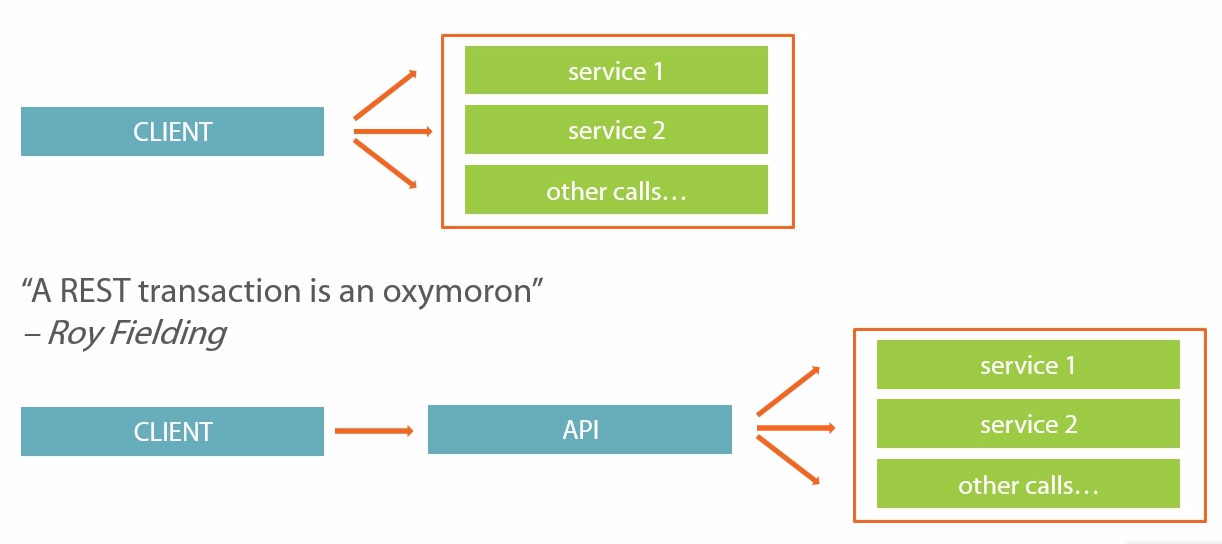 service 1
CLIENT
service 2
other calls…
“A REST transaction is an oxymoron”
– Roy Fielding
service 1
CLIENT
API
service 2
other calls…